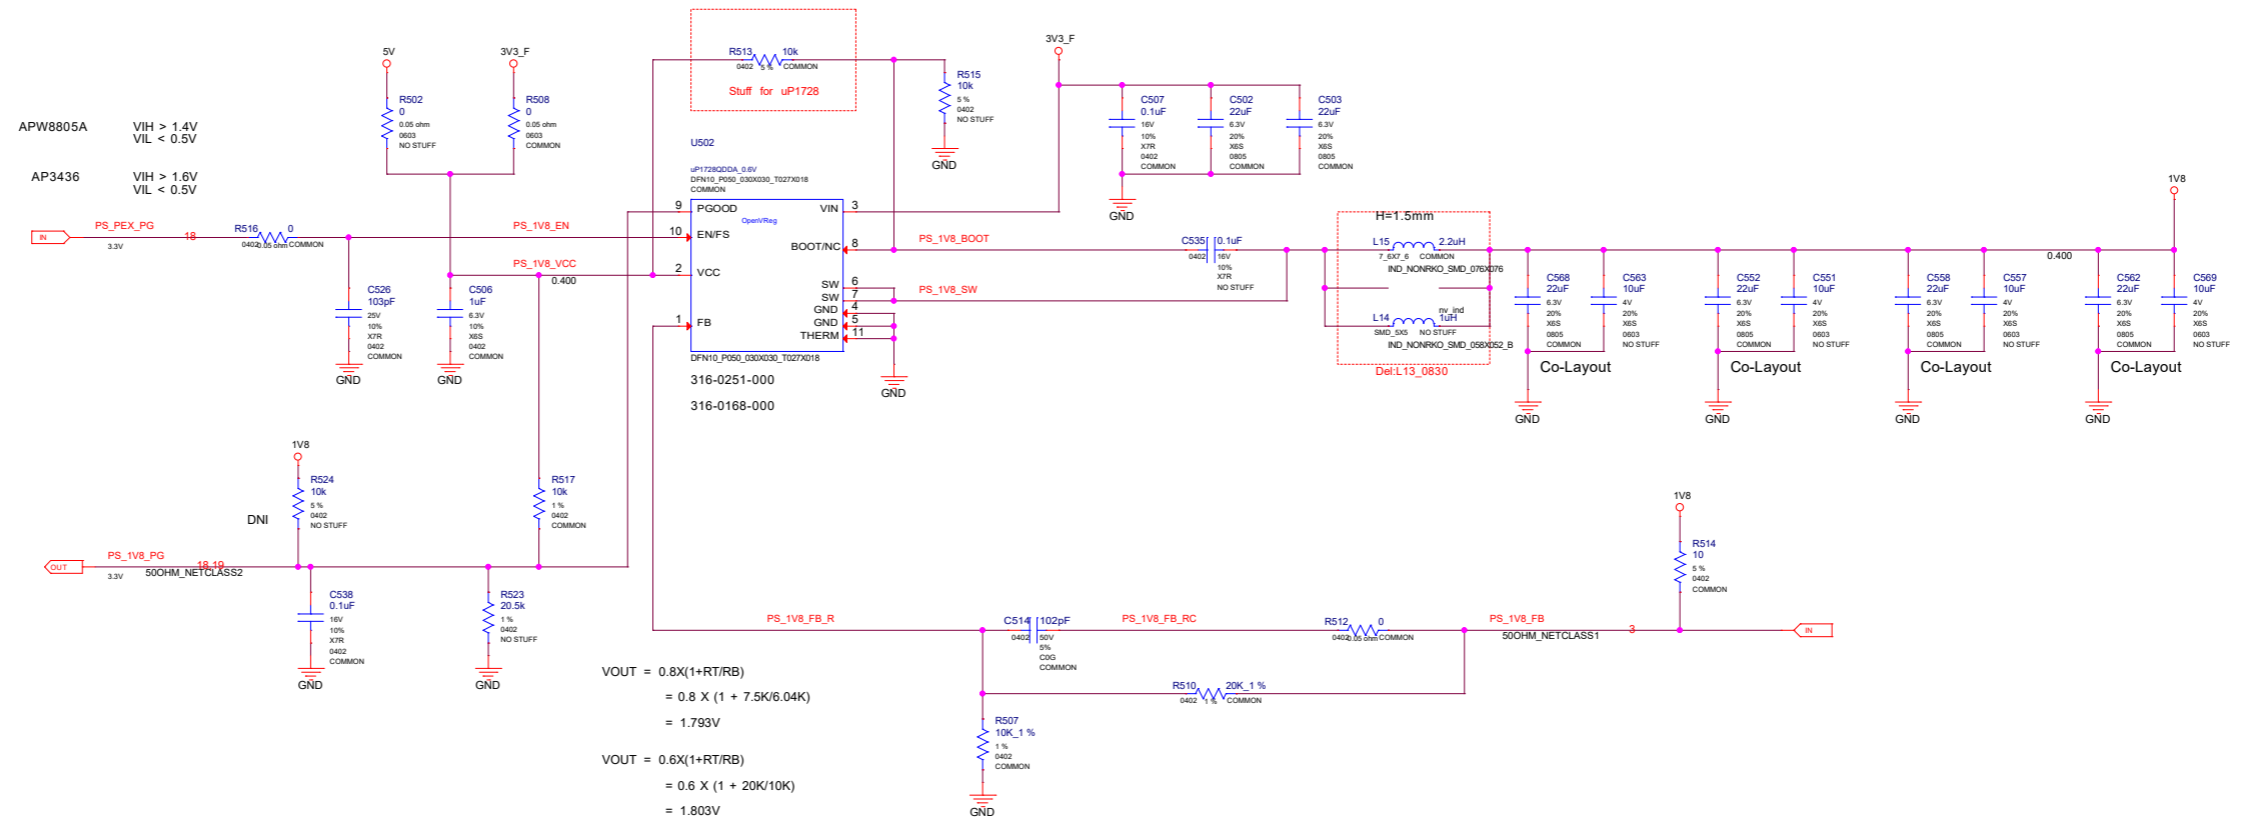 APW8805A
VIH > 1.4V
VIL < 0.5V
AP3436
VIH > 1.6V
VIL < 0.5V
IN
PS_PEX_PG
3.3V
18
R516
0
0402
0.05 ohm
COMMON
PS_1V8_EN
C526
103pF
25V
10%
X7R
0402
COMMON
GND
5V
R502
0
0.05 ohm
0603
NO STUFF
3V3_F
R508
0
0.05 ohm
0603
COMMON
PS_1V8_VCC
0.400
C506
1uF
6.3V
10%
X6S
0402
COMMON
GND
R513
10k
0402
5 %
COMMON
Stuff for uP1728
R515
10k
5 %
0402
NO STUFF
GND
U502
uP1728QDDA_0.6V
DFN10_P050_030X030_T027X018
COMMON
OpenVReg
9
PGOOD
10
EN/FS
2
VCC
1
FB
VIN
3
BOOT/NC
8
SW
6
SW
7
GND
4
GND
5
THERM
11
DFN10_P050_030X030_T027X018
316-0251-000
316-0168-000
GND
PS_1V8_BOOT
PS_1V8_SW
3V3_F
C507
0.1uF
16V
10%
X7R
0402
COMMON
C502
22uF
6.3V
20%
X6S
0805
COMMON
C503
22uF
6.3V
20%
X6S
0805
COMMON
GND
C535
0.1uF
0402
16V
10%
X7R
NO STUFF
H=1.5mm
L15
2.2uH
7_6X7_6
COMMON
IND_NONRKO_SMD_076X076
nv_ind
L14
1uH
SMD_5X5
NO STUFF
IND_NONRKO_SMD_058X052_B
Del:L13_0830
1V8
0.400
C568
22uF
6.3V
20%
X6S
0805
COMMON
C563
10uF
4V
20%
X6S
0603
NO STUFF
Co-Layout
GND
C552
22uF
6.3V
20%
X6S
0805
COMMON
C551
10uF
4V
20%
X6S
0603
NO STUFF
Co-Layout
GND
C558
22uF
6.3V
20%
X6S
0805
COMMON
C557
10uF
4V
20%
X6S
0603
NO STUFF
Co-Layout
GND
C562
22uF
6.3V
20%
X6S
0805
COMMON
C569
10uF
4V
20%
X6S
0603
NO STUFF
Co-Layout
GND
1V8
R524
10k
5 %
0402
NO STUFF
DNI
R517
10k
1 %
0402
COMMON
OUT
PS_1V8_PG
3.3V
18,19
50OHM_NETCLASS2
C538
0.1uF
16V
10%
X7R
0402
COMMON
GND
R523
20.5k
1 %
0402
NO STUFF
GND
PS_1V8_FB_R
C514
102pF
0402
50V
5%
C0G
COMMON
PS_1V8_FB_RC
R512
0
0402
0.05 ohm
COMMON
PS_1V8_FB
50OHM_NETCLASS1
3
IN
1V8
R514
10
5 %
0402
COMMON
R510
20K_1 %
0402
1 %
COMMON
R507
10K_1 %
1 %
0402
COMMON
GND
VOUT = 0.8X(1+RT/RB)
= 0.8 X (1 + 7.5K/6.04K)
= 1.793V
VOUT = 0.6X(1+RT/RB)
= 0.6 X (1 + 20K/10K)
= 1.803V